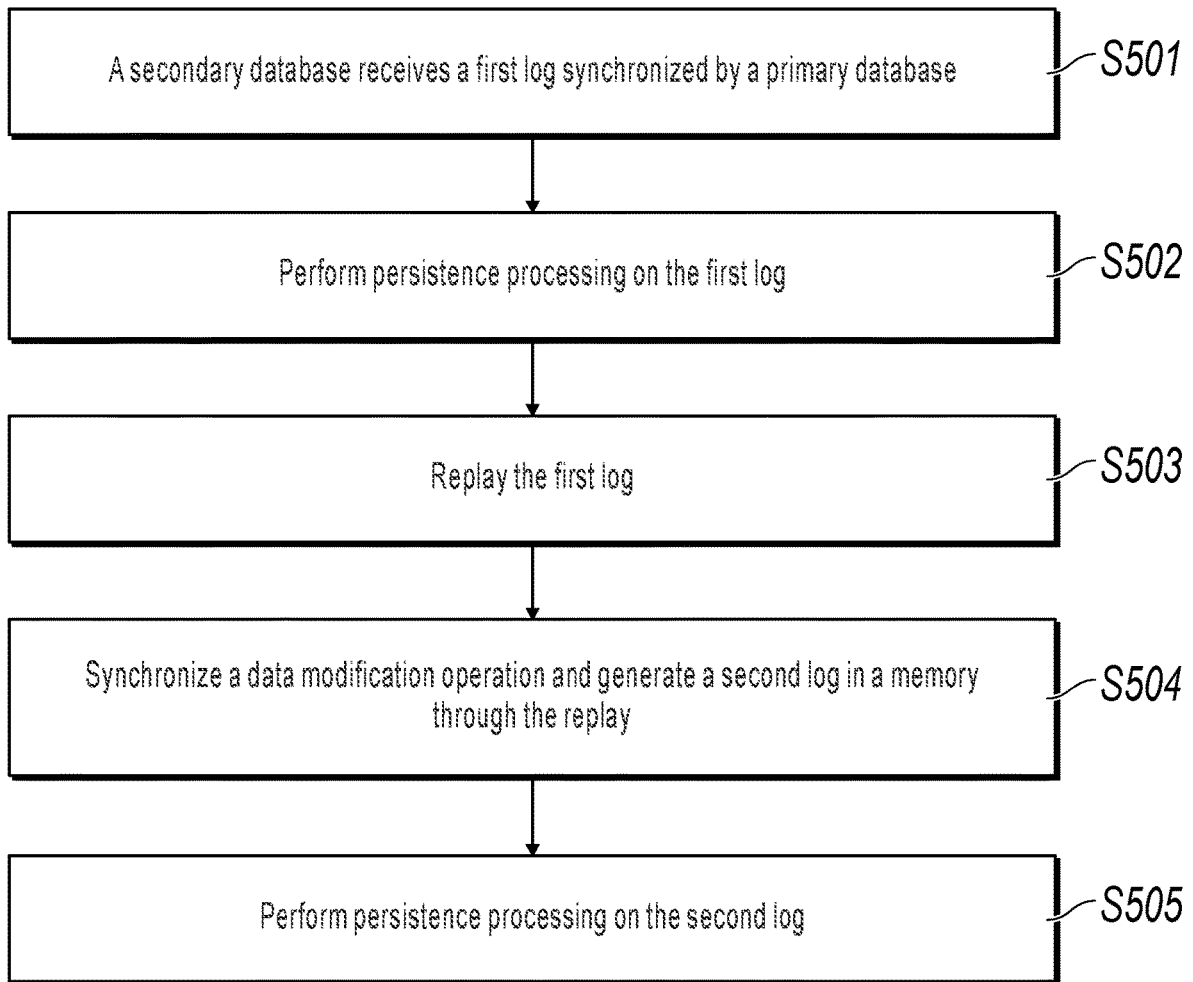 A secondary database receives a first log synchronized by a primary database
S501
Perform persistence processing on the first log
S502
Replay the first log
S503
Synchronize a data modification operation and generate a second log in a memory
through the replay
S504
Perform persistence processing on the second log
S505